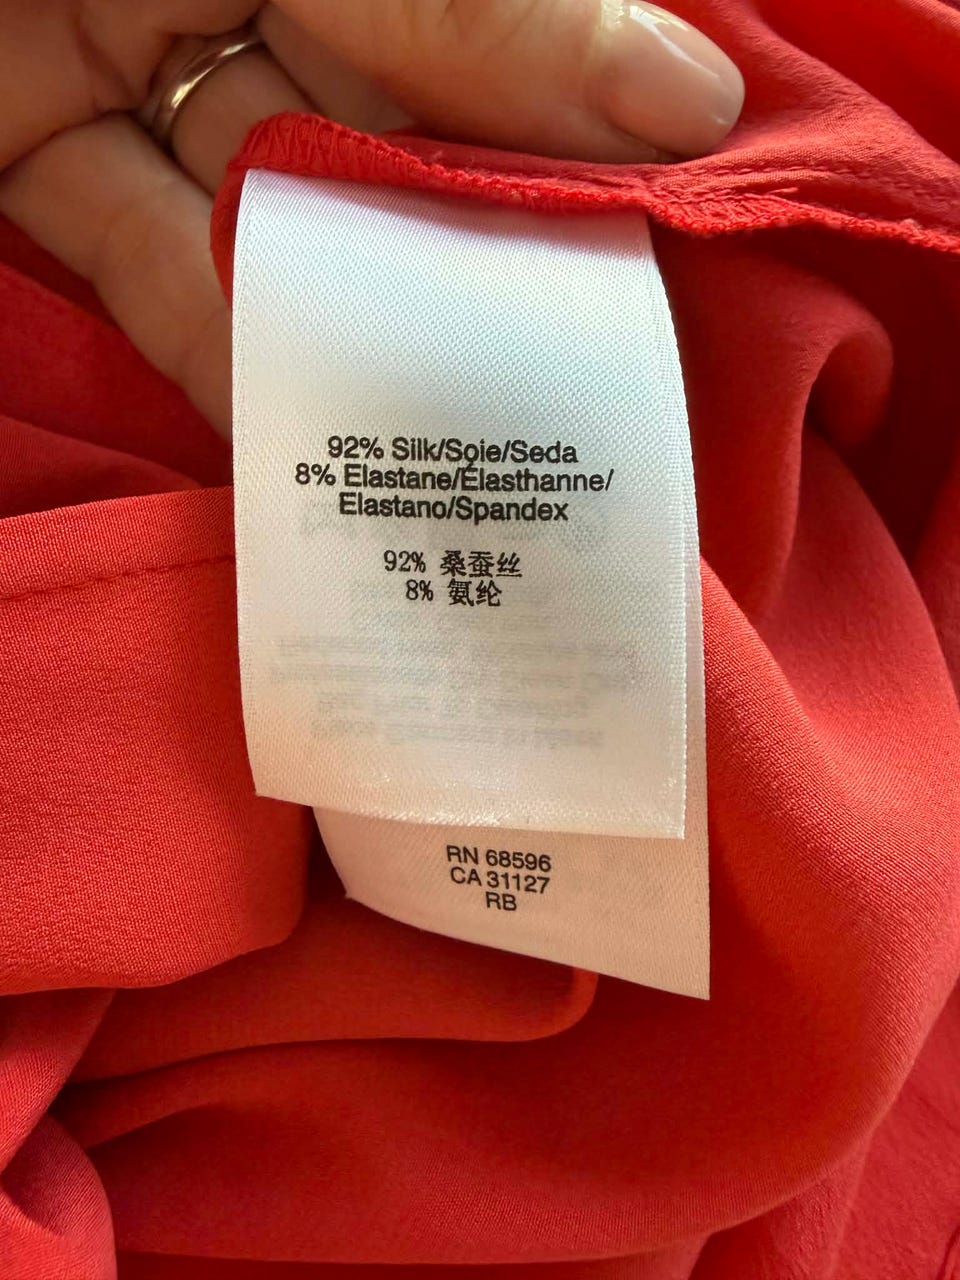 92% Silk/Soie/Seda
8% Elastane/Élasthanne/
Elastano/Spandex
92% 桑蚕丝
8% 氨纶
RN 68596
CA 31127
RB